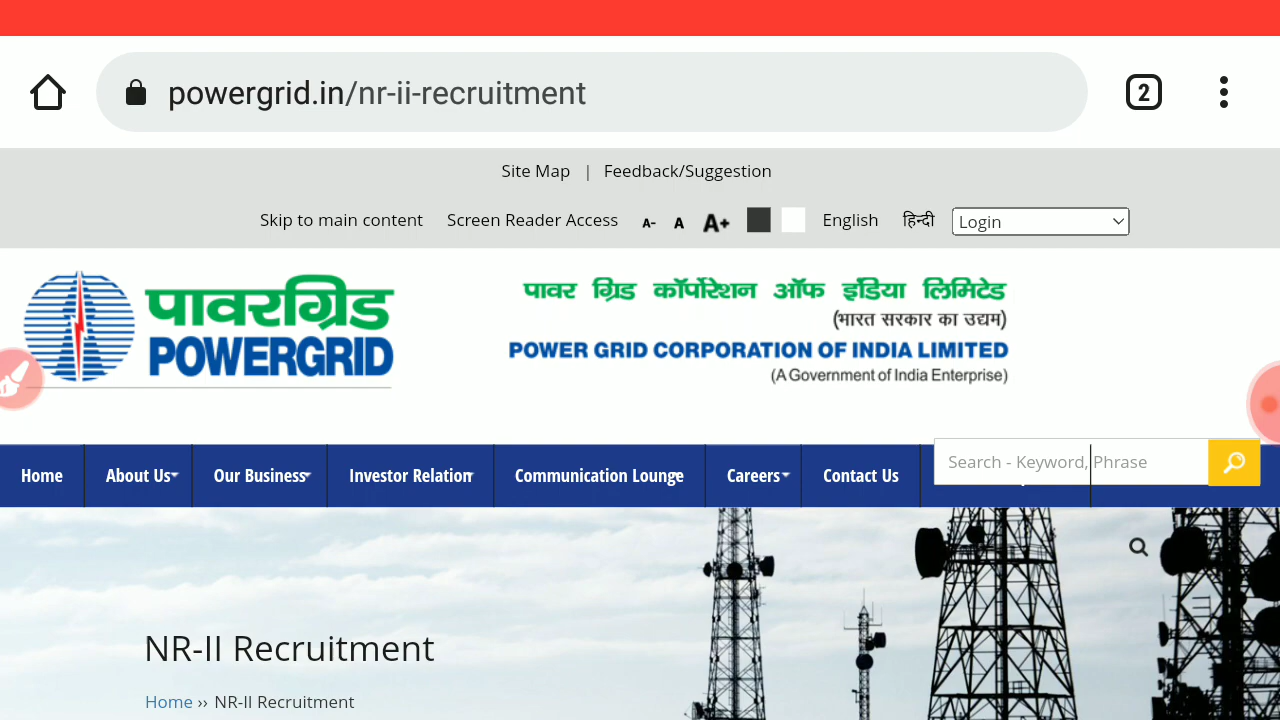 powergrid.in/nr-ii-recruitment
2
Site Map | Feedback/Suggestion
Skip to main content Screen Reader Access A- A A+ English हिन्दी Login
पावरग्रिड
POWERGRID
पावर ग्रिड कॉर्पोरेशन ऑफ इंडिया लिमिटेड
(भारत सरकार का उद्यम)
POWER GRID CORPORATION OF INDIA LIMITED
(A Government of India Enterprise)
Home About Us Our Business Investor Relation Communication Lounge Careers Contact Us
Search - Keyword, Phrase
NR-II Recruitment
Home ›› NR-II Recruitment